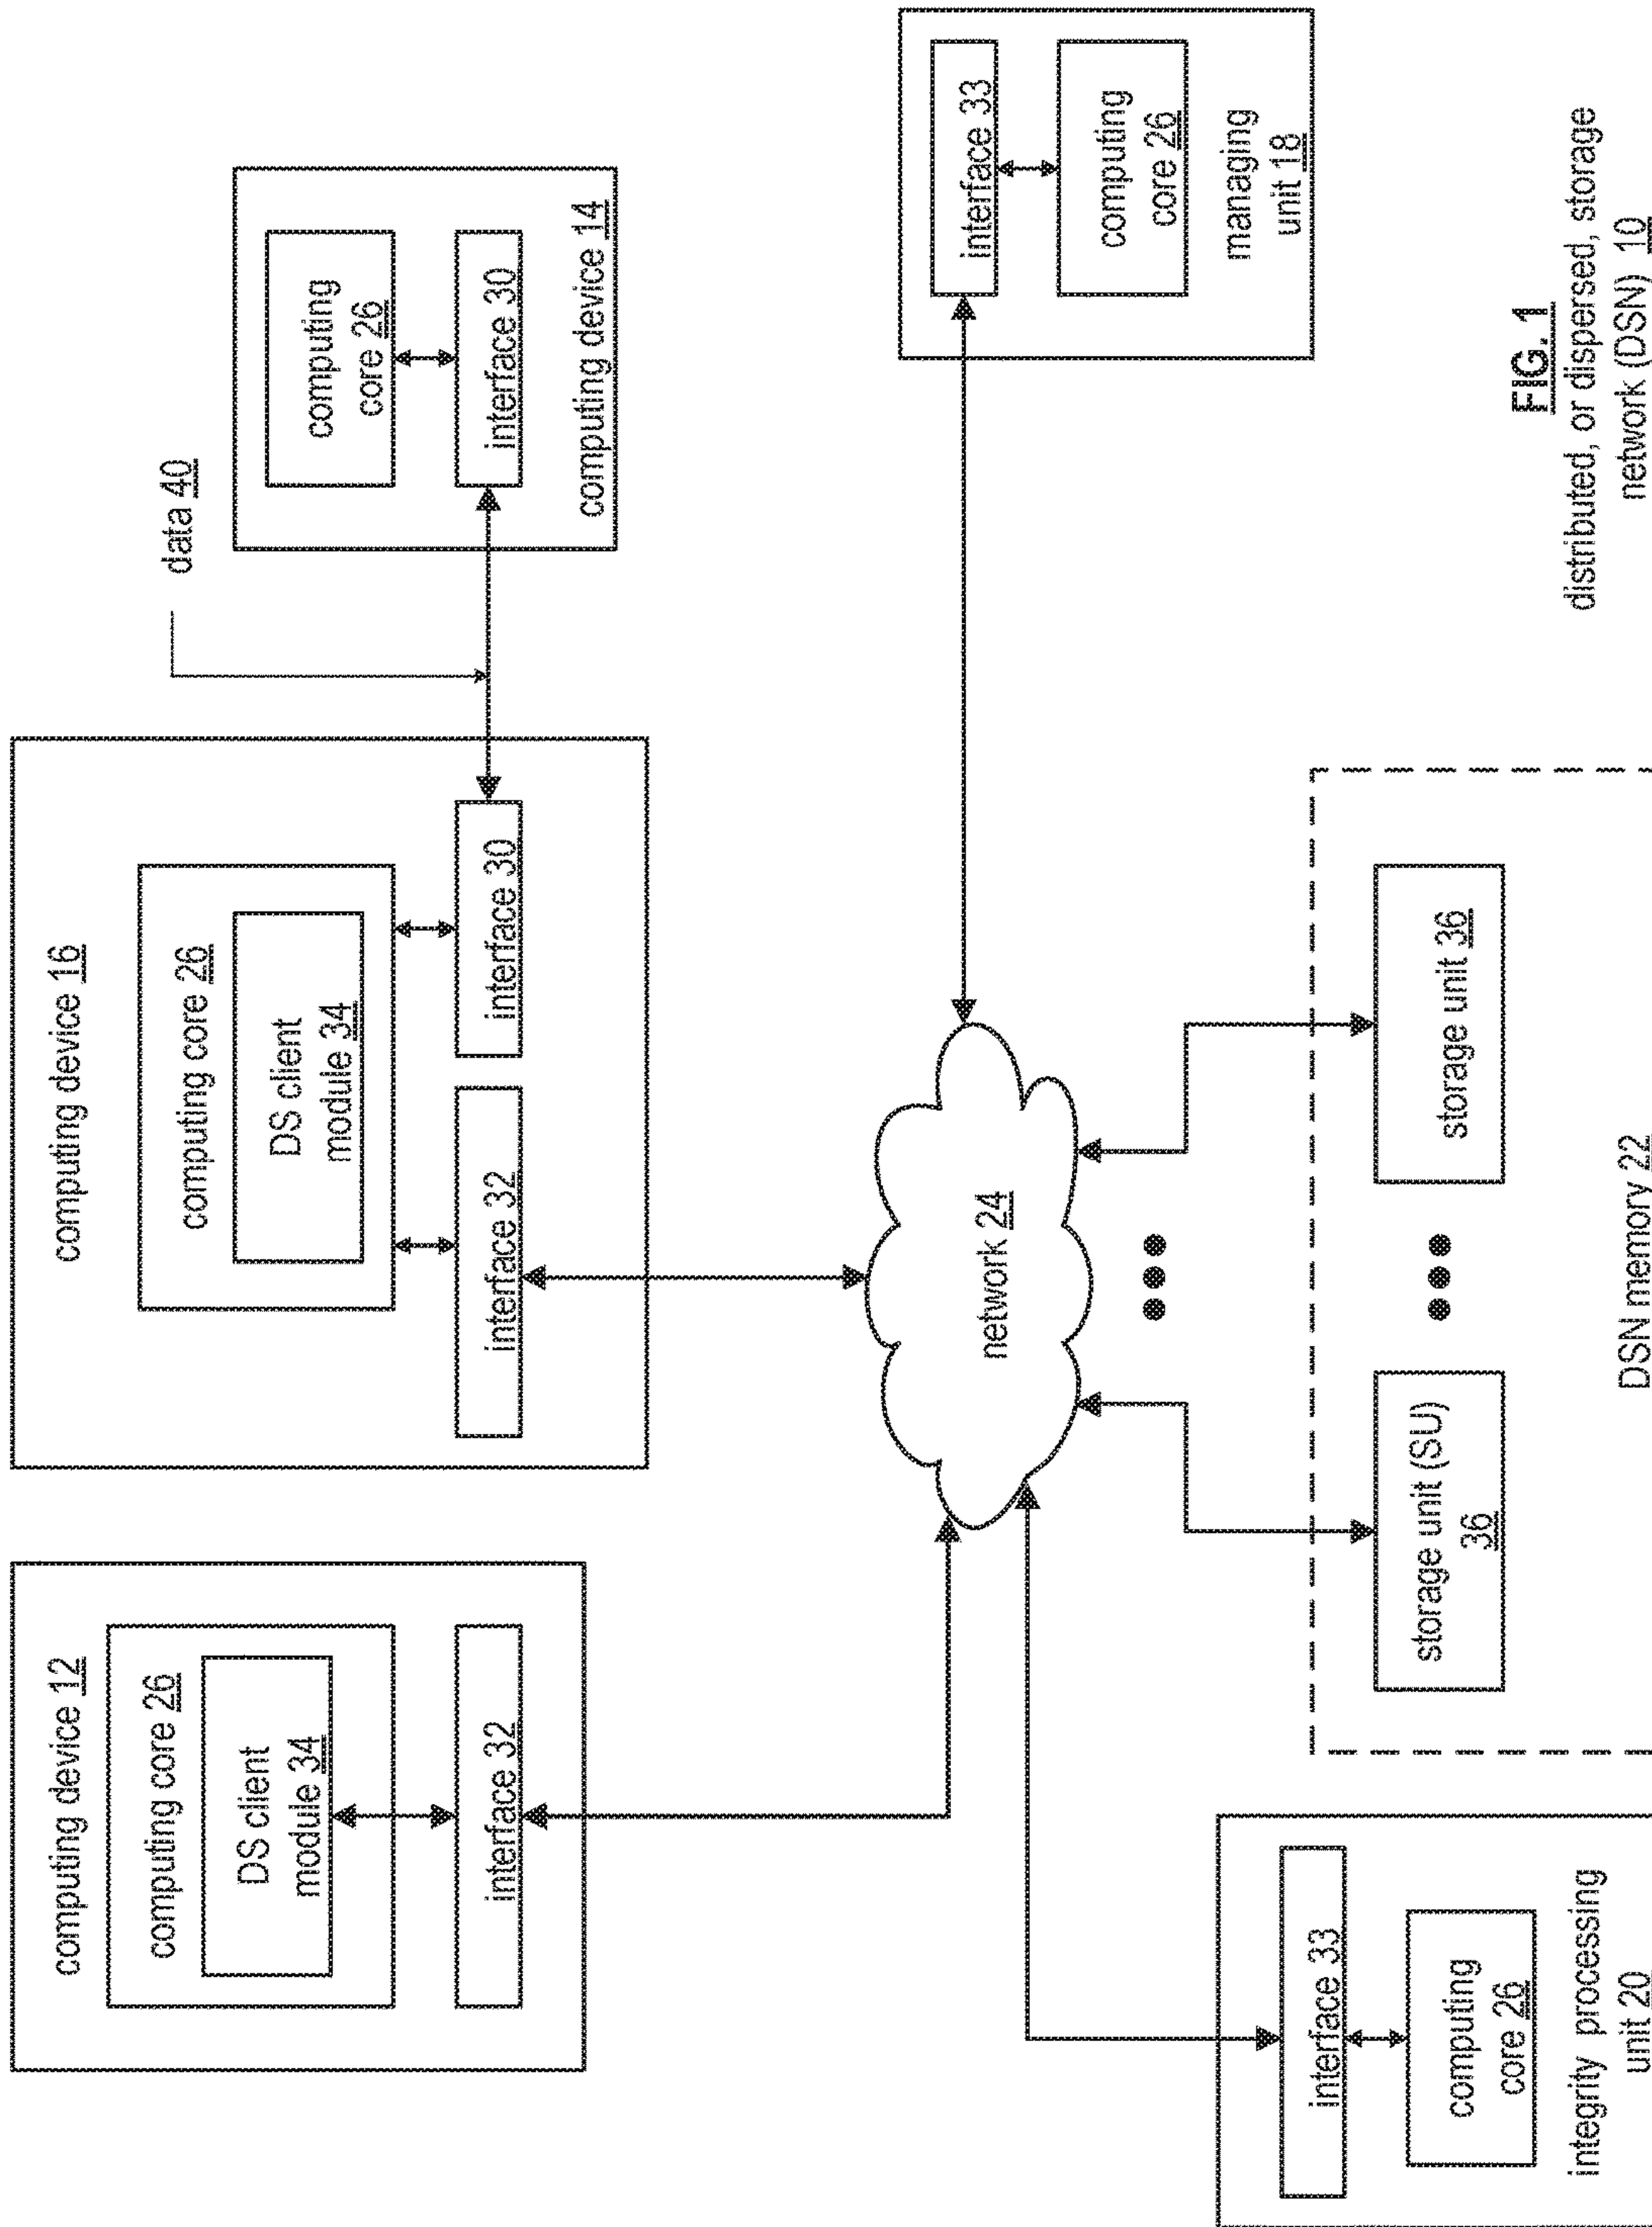 computing device 12
computing core 26
DS client
module 34
interface 32
computing device 16
computing core 26
DS client
module 34
interface 32
interface 30
data 40
computing
core 26
interface 30
computing device 14
network 24
interface 33
computing
core 26
managing
unit 18
interface 33
computing
core 26
integrity processing
unit 20
storage unit (SU)
36
storage unit 36
DSN memory 22
FIG. 1
distributed, or dispersed, storage
network (DSN) 10